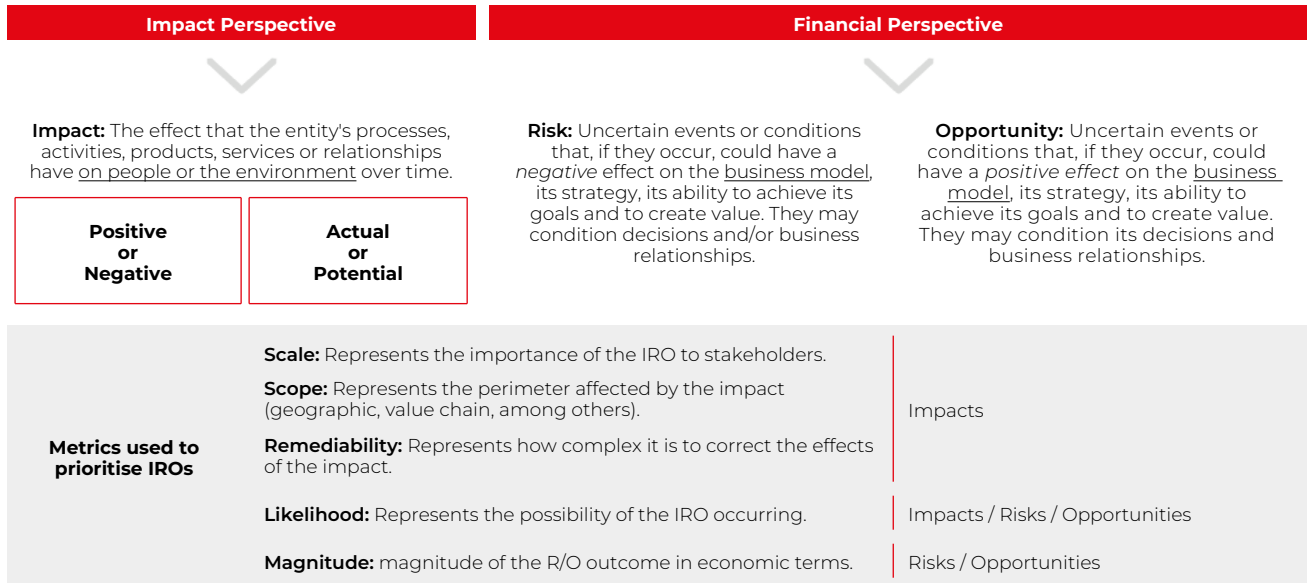 Impact Perspective
Financial Perspective
Impact: The effect that the entity's processes,
activities, products, services or relationships
have on people or the environment over time.
Positive
or
Negative
Actual
or
Potential
Risk: Uncertain events or conditions
that, if they occur, could have a
negative effect on the business model,
its strategy, its ability to achieve its
goals and to create value. They may
condition decisions and/or business
relationships.
Opportunity: Uncertain events or
conditions that, if they occur, could
have a positive effect on the business
model, its strategy, its ability to
achieve its goals and to create value.
They may condition its decisions and
business relationships.
Metrics used to
prioritise IROs
Scale: Represents the importance of the IRO to stakeholders.
Scope: Represents the perimeter affected by the impact
(geographic, value chain, among others).
Remediability: Represents how complex it is to correct the effects
of the impact.
Impacts
Likelihood: Represents the possibility of the IRO occurring.
Impacts / Risks / Opportunities
Magnitude: magnitude of the R/O outcome in economic terms.
Risks / Opportunities